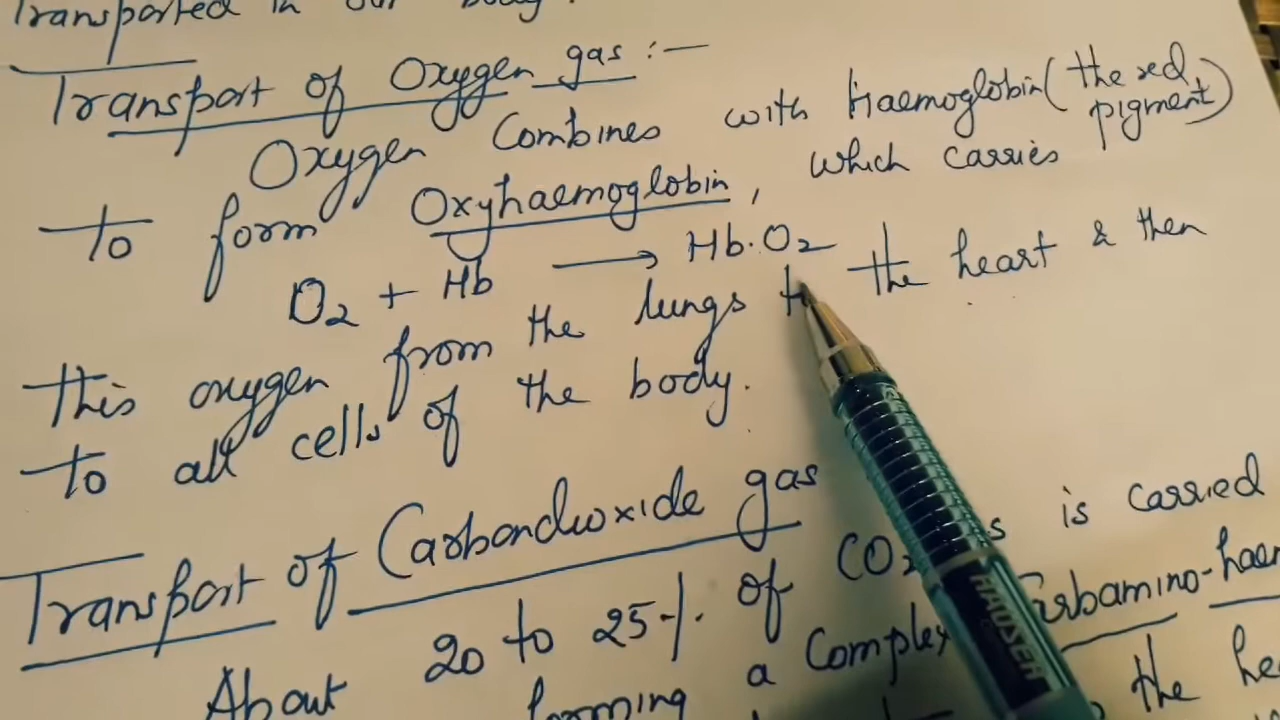 Transported in our body.
Transport of Oxygen gas :-
Oxygen Combines with Haemoglobin (the red pigment)
to form Oxyhaemoglobin, which carries
O2 + Hb → Hb·O2
this oxygen from the lungs to the heart & then
to all cells of the body.
Transport of Carbondioxide gas
About 20 to 25% of CO2 is carried
forming a Complex
the
HAUSER